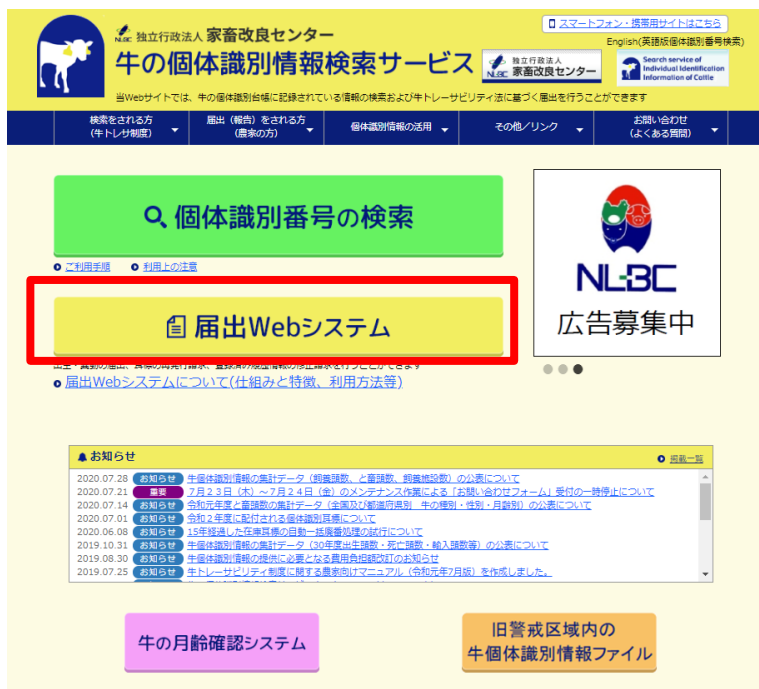 スマートフォン・携帯用サイトはこちら
NLBC 独立行政法人 家畜改良センター
English(英語版個体識別番号検索)
牛の個体識別情報検索サービス
NLBC 独立行政法人 家畜改良センター
Search service of
Individual Identification
Information of Cattle
当Webサイトでは、牛の個体識別台帳に記録されている情報の検索および牛トレーサビリティ法に基づく届出を行うことができます
検索をされる方
(牛トレサ制度)
届出（報告）をされる方
(農家の方)
個体識別情報の活用
その他／リンク
お問い合わせ
(よくある質問)
個体識別番号の検索
ご利用手順 利用上の注意
届出Webシステム
NLBC
広告募集中
届出Webシステムについて(仕組みと特徴、利用方法等)
お知らせ
掲載一覧
2020.07.28 お知らせ 牛個体識別情報の集計データ（飼養頭数、と畜頭数、飼養施設数）の公表について
2020.07.21 重要 ７月２３日（木）～７月２４日（金）のメンテナンス作業による「お問い合わせフォーム」受付の一時停止について
2020.07.14 お知らせ 令和元年度と畜頭数の集計データ（全国及び都道府県別　牛の種別・性別・月齢別）の公表について
2020.07.01 お知らせ 令和２年度に配付される個体識別耳標について
2020.06.08 お知らせ 15年経過した在庫耳標の自動一括廃番処理の試行について
2019.10.31 お知らせ 牛個体識別情報の集計データ（30年度出生頭数・死亡頭数・輸入頭数等）の公表について
2019.08.30 お知らせ 牛個体識別情報の提供に必要となる費用負担額改訂のお知らせ
2019.07.25 お知らせ 牛トレーサビリティ制度に関する農家向けマニュアル（令和元年7月版）を作成しました。
牛の月齢確認システム
旧警戒区域内の
牛個体識別情報ファイル